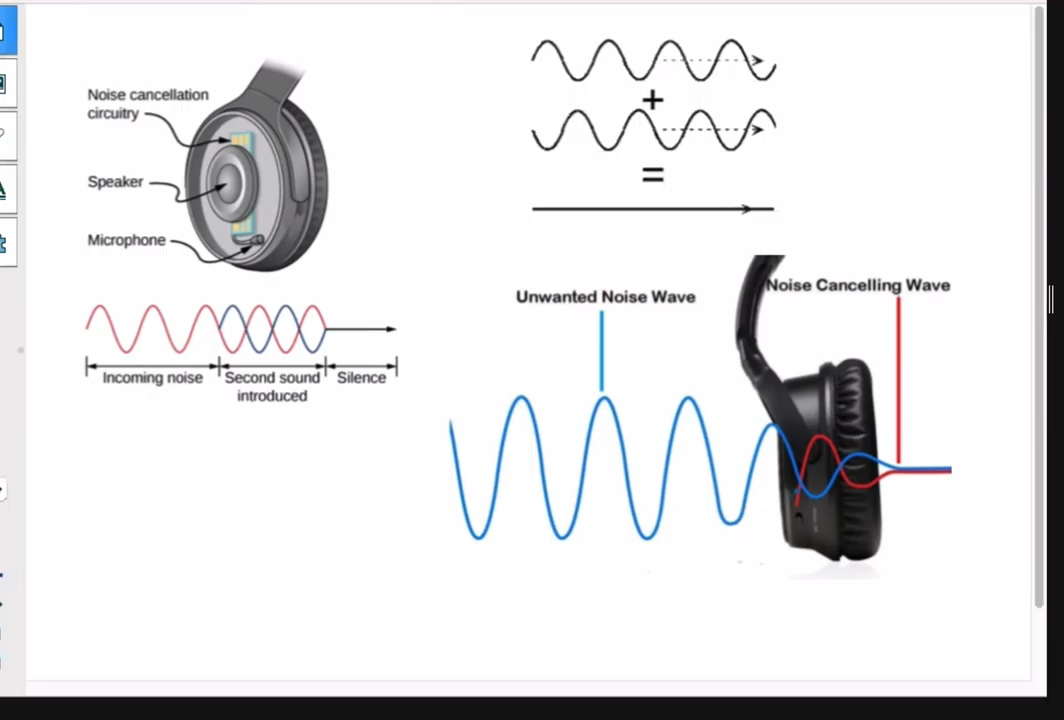 Noise cancellation
circuitry
Speaker
Microphone
Incoming noise
Second sound
introduced
Silence
+
=
Unwanted Noise Wave
Noise Cancelling Wave